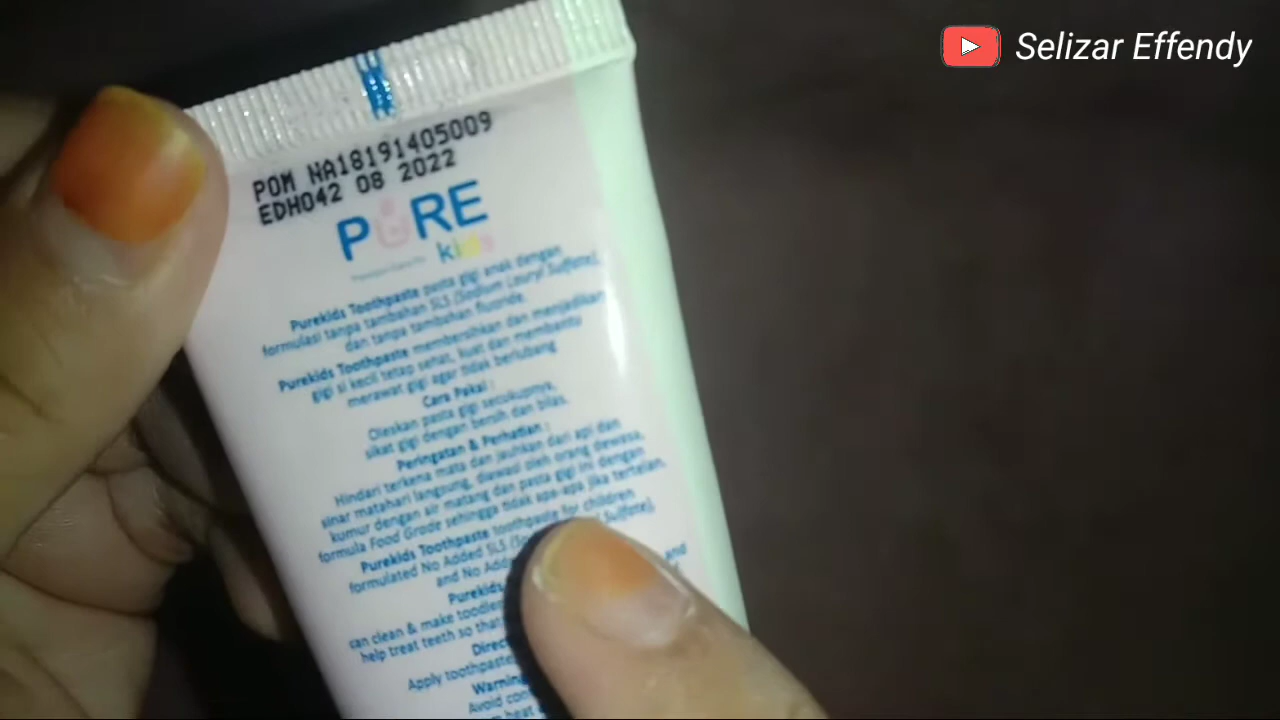 Selizar Effendy
POM NA18191405009
EDH042 08 2022
PURE
kids
Purekids Toothpaste pasta gigi anak dengan
formulasi tanpa tambahan SLS (Sodium Lauryl Sulfate),
dan tanpa tambahan fluoride.
Purekids Toothpaste membersihkan dan menjadikan
gigi si kecil tetap sehat, kuat dan membantu
merawat gigi agar tidak berlubang
Cara Pakai :
Oleskan pasta gigi secukupnya,
sikat gigi dengan bersih dan bilas.
Peringatan & Perhatian :
Hindari terkena mata dan jauhkan dari api dan
sinar matahari langsung, diawasi oleh orang dewasa,
kumur dengan air matang dan pasta gigi ini dengan
formula Food Grade sehingga tidak apa-apa jika tertelan
Purekids Toothpaste toothpaste for children
formulated No Added SLS Sulfate),
and No
Purekids and
can clean & make
help treat teeth so
Apply toothpaste
Avoid
heat